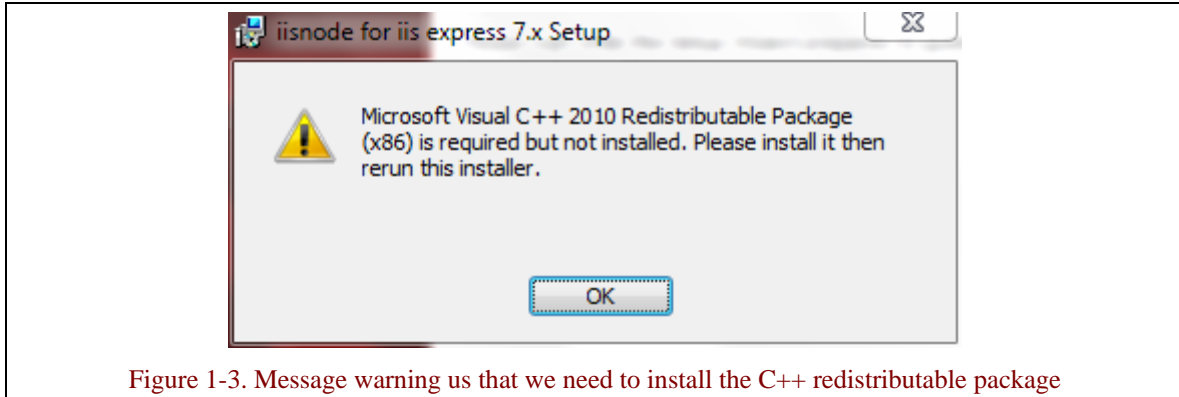 iisnode for iis express 7.x Setup
Microsoft Visual C++ 2010 Redistributable Package
(x86) is required but not installed. Please install it then
rerun this installer.
OK
Figure 1-3. Message warning us that we need to install the C++ redistributable package